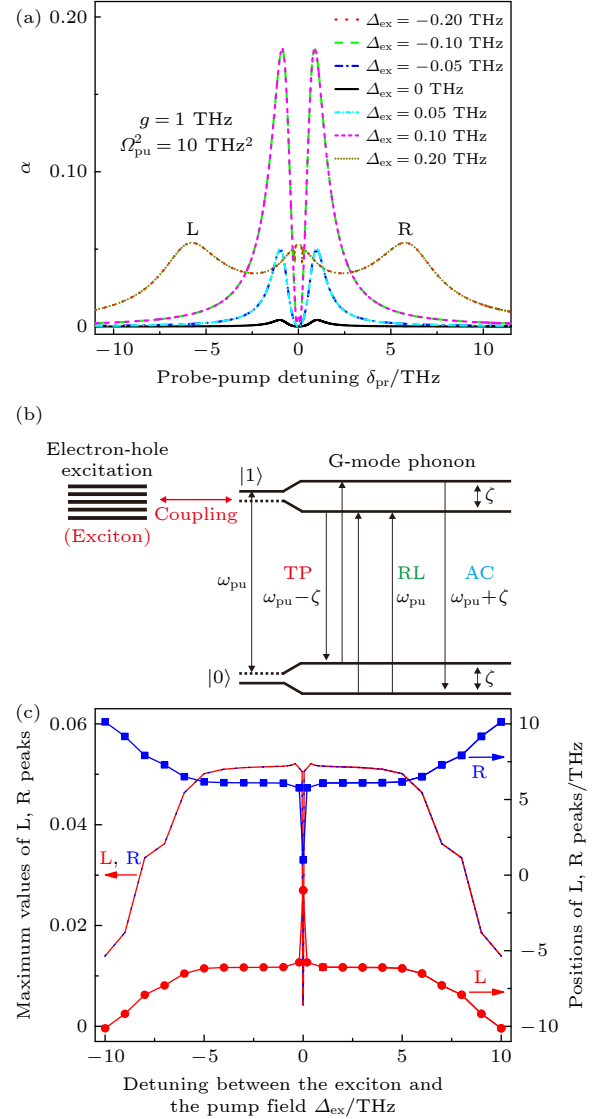 (a)
0.20
0.10
0
α
g = 1 THz
Ω²pu = 10 THz²
Δex = −0.20 THz
Δex = −0.10 THz
Δex = −0.05 THz
Δex = 0 THz
Δex = 0.05 THz
Δex = 0.10 THz
Δex = 0.20 THz
L
R
−10
−5
0
5
10
Probe-pump detuning δpr/THz
(b)
Electron-hole
excitation
(Exciton)
Coupling
|1⟩
G-mode phonon
ζ
ωpu
TP
ωpu−ζ
RL
ωpu
AC
ωpu+ζ
|0⟩
ζ
(c)
0.06
0.04
0.02
0
Maximum values of L, R peaks
10
5
0
−5
−10
Positions of L, R peaks/THz
R
L, R
L
−10
−5
0
5
10
Detuning between the exciton and
the pump field Δex/THz